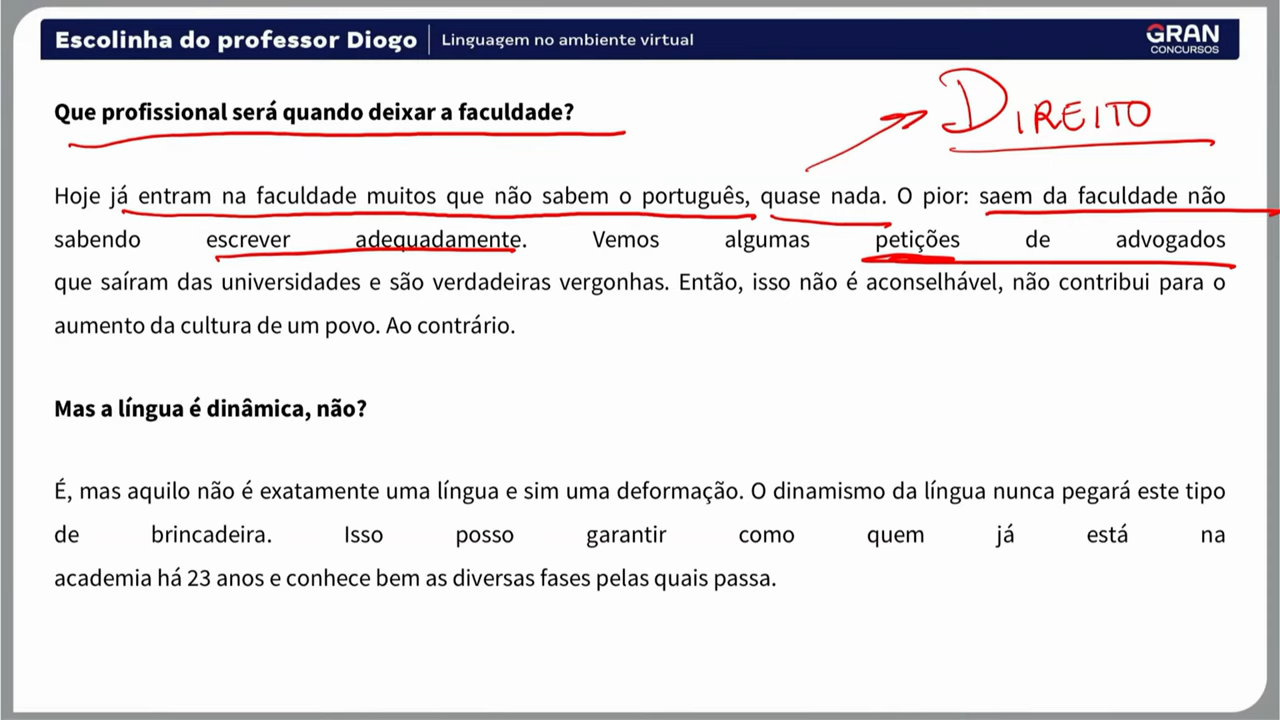 Escolinha do professor Diogo | Linguagem no ambiente virtual
GRAN
CONCURSOS
Que profissional será quando deixar a faculdade?
DIREITO
Hoje já entram na faculdade muitos que não sabem o português, quase nada. O pior: saem da faculdade não
sabendo escrever adequadamente. Vemos algumas petições de advogados
que saíram das universidades e são verdadeiras vergonhas. Então, isso não é aconselhável, não contribui para o
aumento da cultura de um povo. Ao contrário.
Mas a língua é dinâmica, não?
É, mas aquilo não é exatamente uma língua e sim uma deformação. O dinamismo da língua nunca pegará este tipo
de brincadeira. Isso posso garantir como quem já está na
academia há 23 anos e conhece bem as diversas fases pelas quais passa.